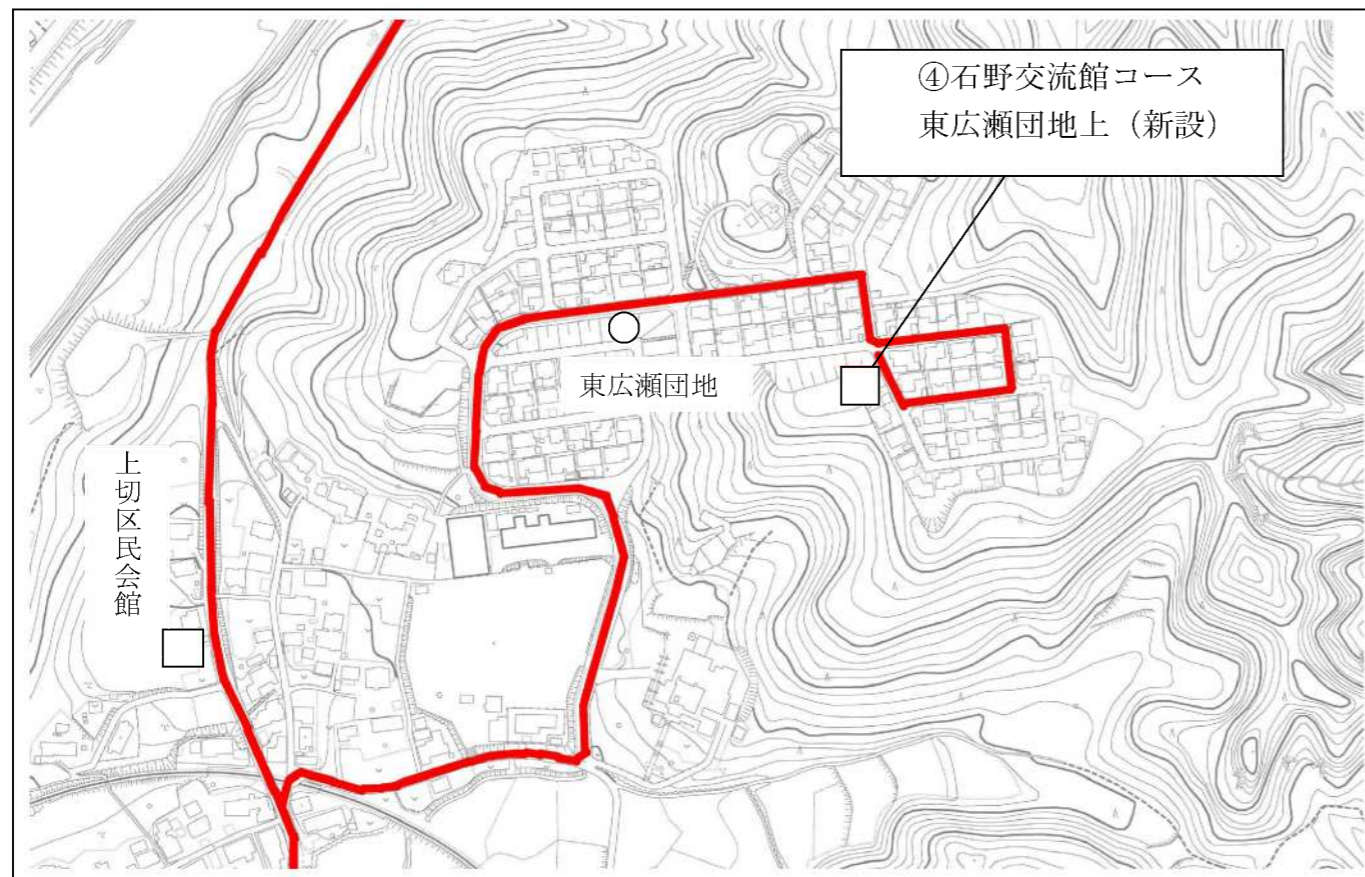 ④石野交流館コース
東広瀬団地上（新設）
東広瀬団地
上切区民会館